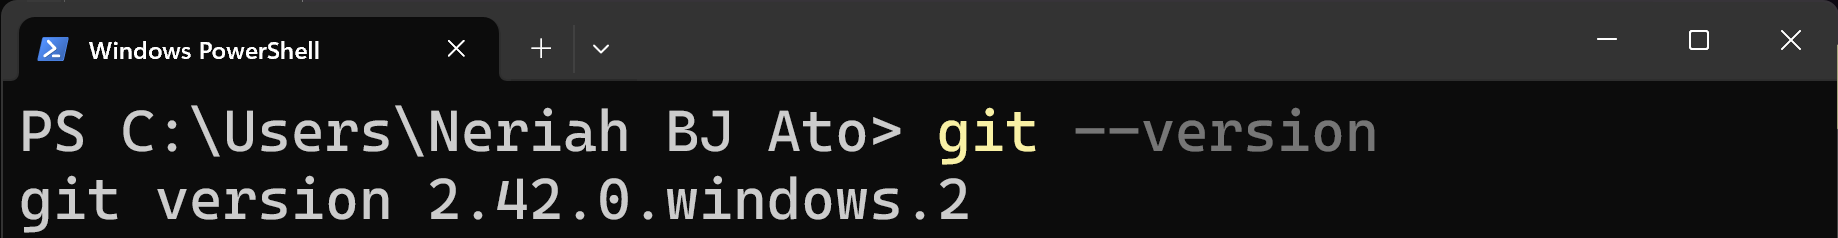 Windows PowerShell
PS C:\Users\Neriah BJ Ato> git --version
git version 2.42.0.windows.2